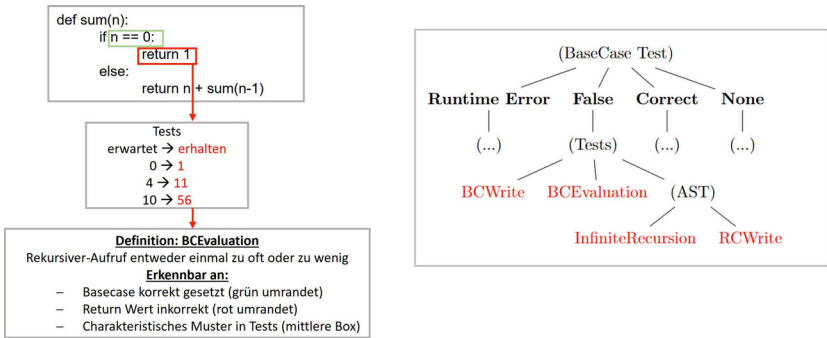 def sum(n):
if n == 0:
return 1
else:
return n + sum(n-1)
Tests
erwartet → erhalten
0 → 1
4 → 11
10 → 56
Definition: BCEvaluation
Rekursiver-Aufruf entweder einmal zu oft oder zu wenig
Erkennbar an:
– Basecase korrekt gesetzt (grün umrandet)
– Return Wert inkorrekt (rot umrandet)
– Charakteristisches Muster in Tests (mittlere Box)
(BaseCase Test)
Runtime Error False Correct None
(...) (Tests) (...) (...)
BCWrite BCEvaluation (AST)
InfiniteRecursion RCWrite